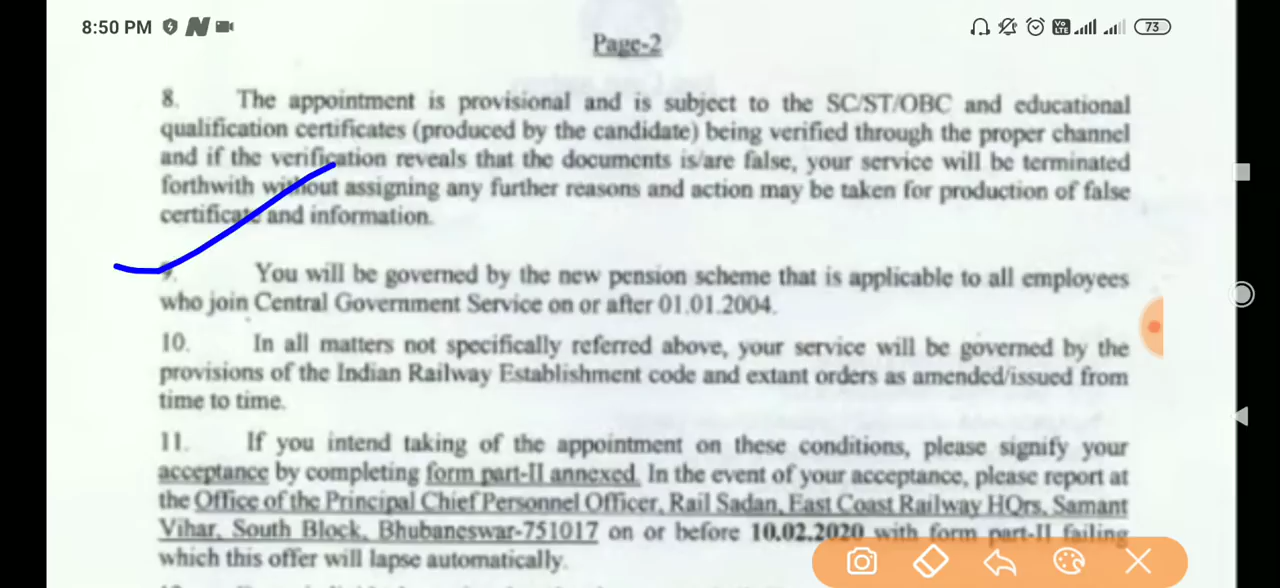 8:50 PM
73
Page-2
8. The appointment is provisional and is subject to the SC/ST/OBC and educational
qualification certificates (produced by the candidate) being verified through the proper channel
and if the verification reveals that the documents is/are false, your service will be terminated
forthwith without assigning any further reasons and action may be taken for production of false
certificate and information.
9. You will be governed by the new pension scheme that is applicable to all employees
who join Central Government Service on or after 01.01.2004.
10. In all matters not specifically referred above, your service will be governed by the
provisions of the Indian Railway Establishment code and extant orders as amended/issued from
time to time.
11. If you intend taking of the appointment on these conditions, please signify your
acceptance by completing form part-II annexed. In the event of your acceptance, please report at
the Office of the Principal Chief Personnel Officer, Rail Sadan, East Coast Railway HQrs, Samant
Vihar, South Block, Bhubaneswar-751017 on or before 10.02.2020 with form part-II failing
which this offer will lapse automatically.